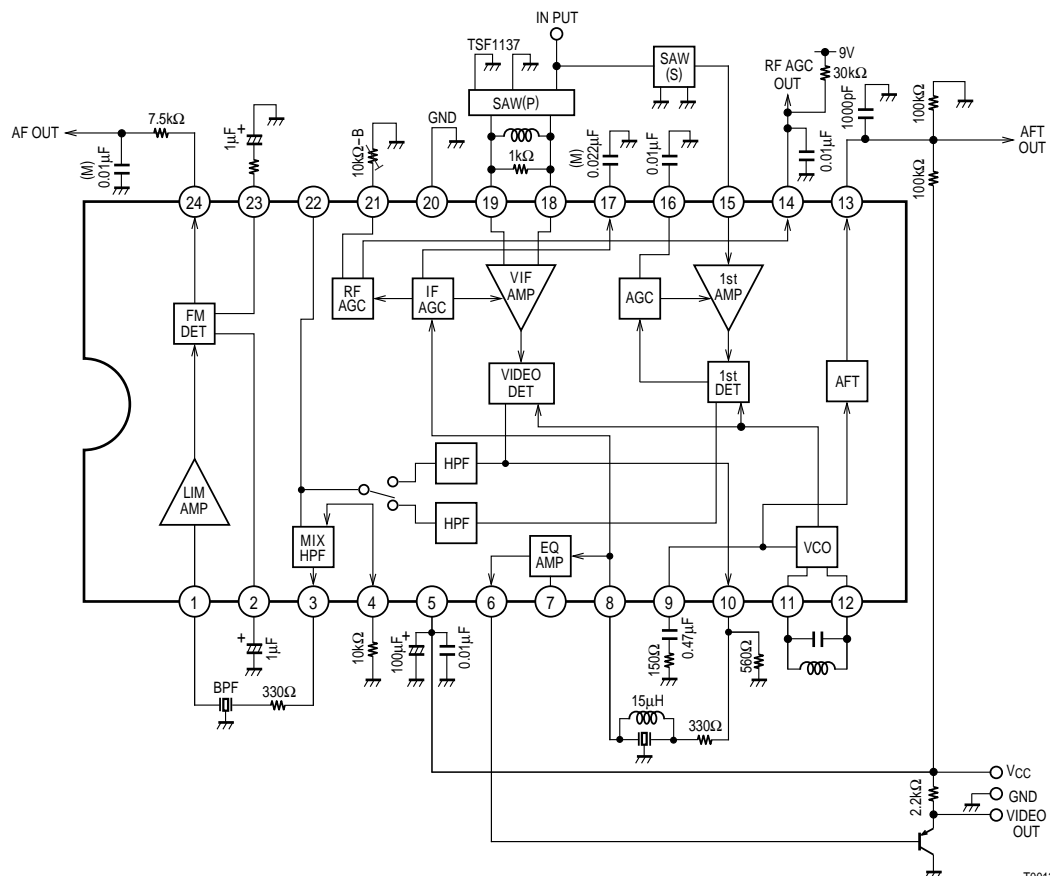 IN PUT
TSF1137
SAW
(S)
SAW(P)
RF AGC
OUT
9V
30kΩ
1000pF
100kΩ
AF OUT
7.5kΩ
(M)
0.01μF
1μF
+
10kΩ-B
GND
1kΩ
(M)
0.022μF
0.01μF
0.01μF
AFT
OUT
100kΩ
24
23
22
21
20
19
18
17
16
15
14
13
RF
AGC
IF
AGC
VIF
AMP
AGC
1st
AMP
FM
DET
VIDEO
DET
1st
DET
AFT
HPF
LIM
AMP
HPF
MIX
HPF
EQ
AMP
VCO
1
2
3
4
5
6
7
8
9
10
11
12
+
1μF
10kΩ
100μF
+
0.01μF
150Ω
0.47μF
560Ω
BPF
330Ω
15μH
330Ω
VCC
2.2kΩ
GND
VIDEO
OUT